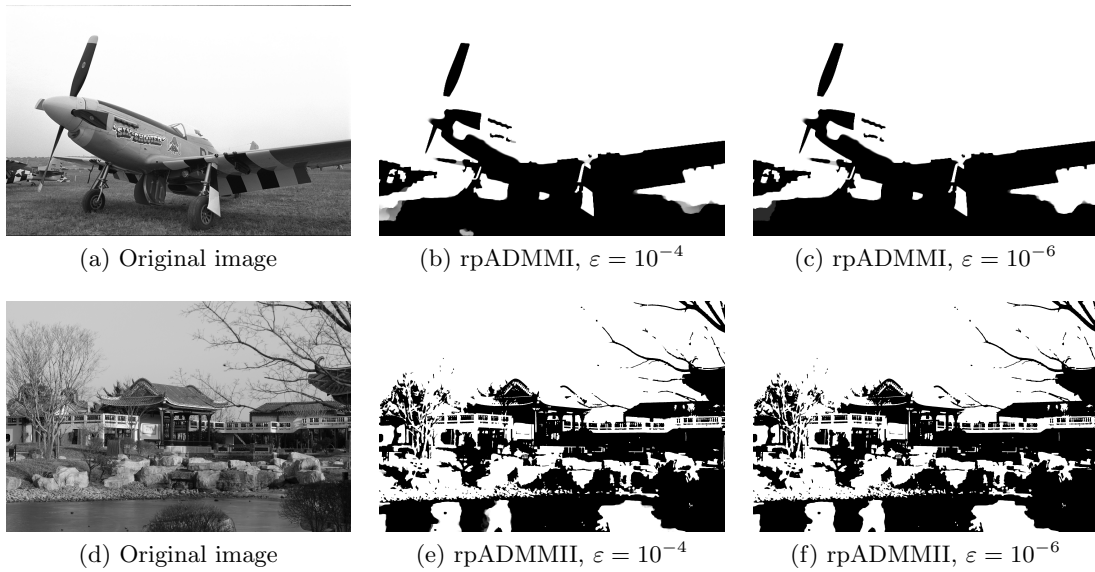 (a) Original image
(b) rpADMMI, ε = 10⁻⁴
(c) rpADMMI, ε = 10⁻⁶
(d) Original image
(e) rpADMMII, ε = 10⁻⁴
(f) rpADMMII, ε = 10⁻⁶